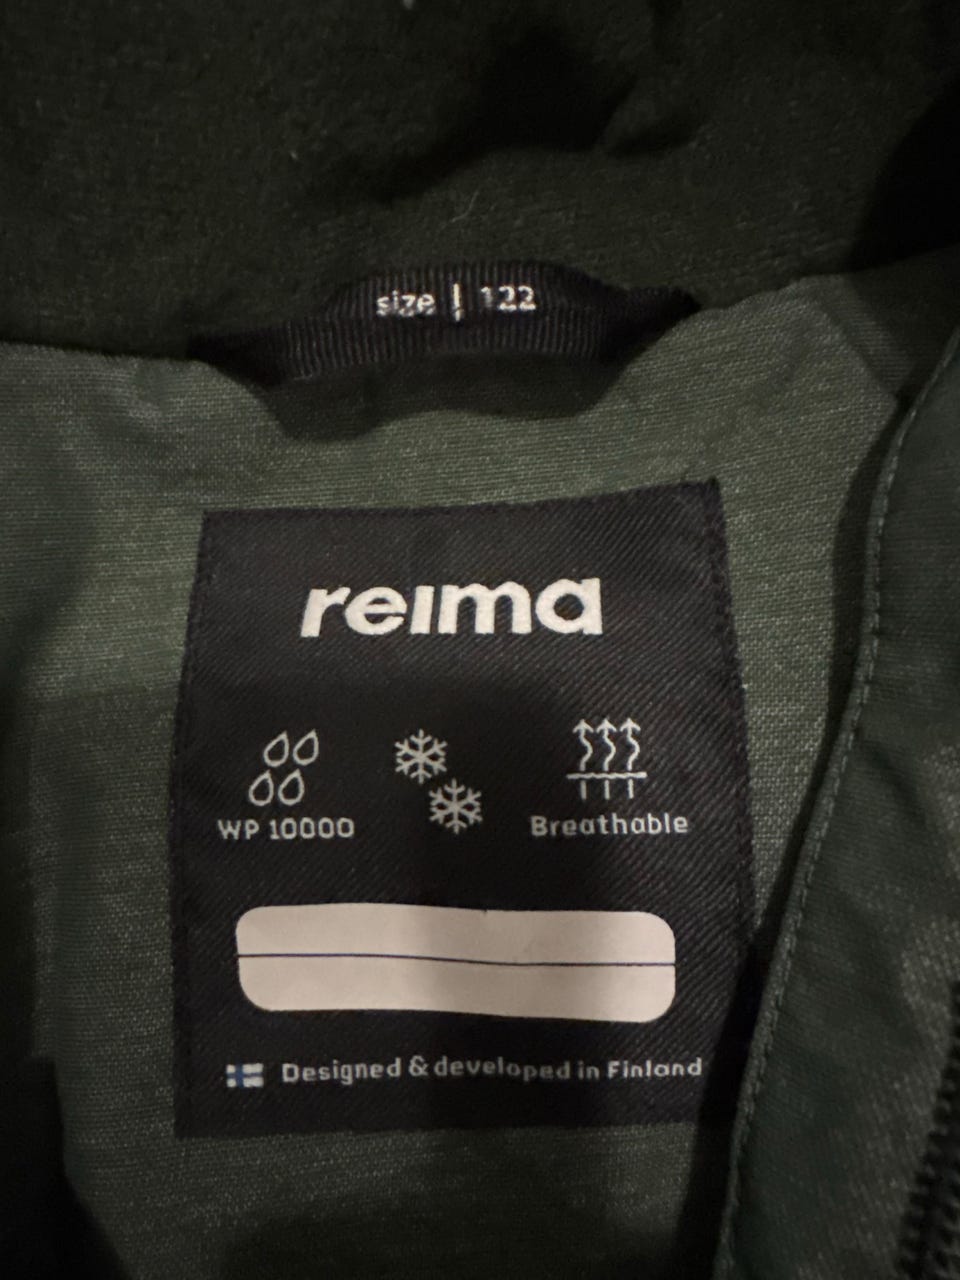 size | 122
reima
WP 10000
Breathable
Designed & developed in Finland